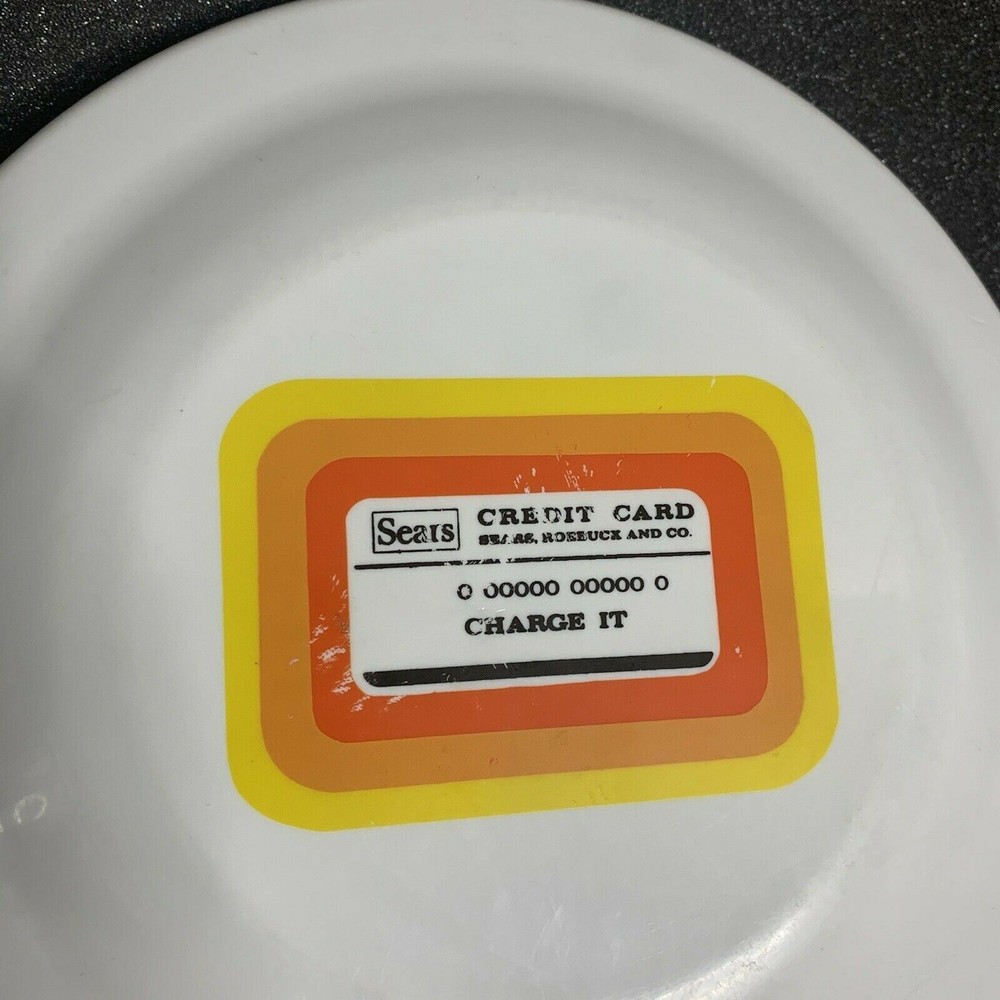 Sears
CREDIT CARD
SEARS, ROEBUCK AND CO.
0 00000 00000 0
CHARGE IT